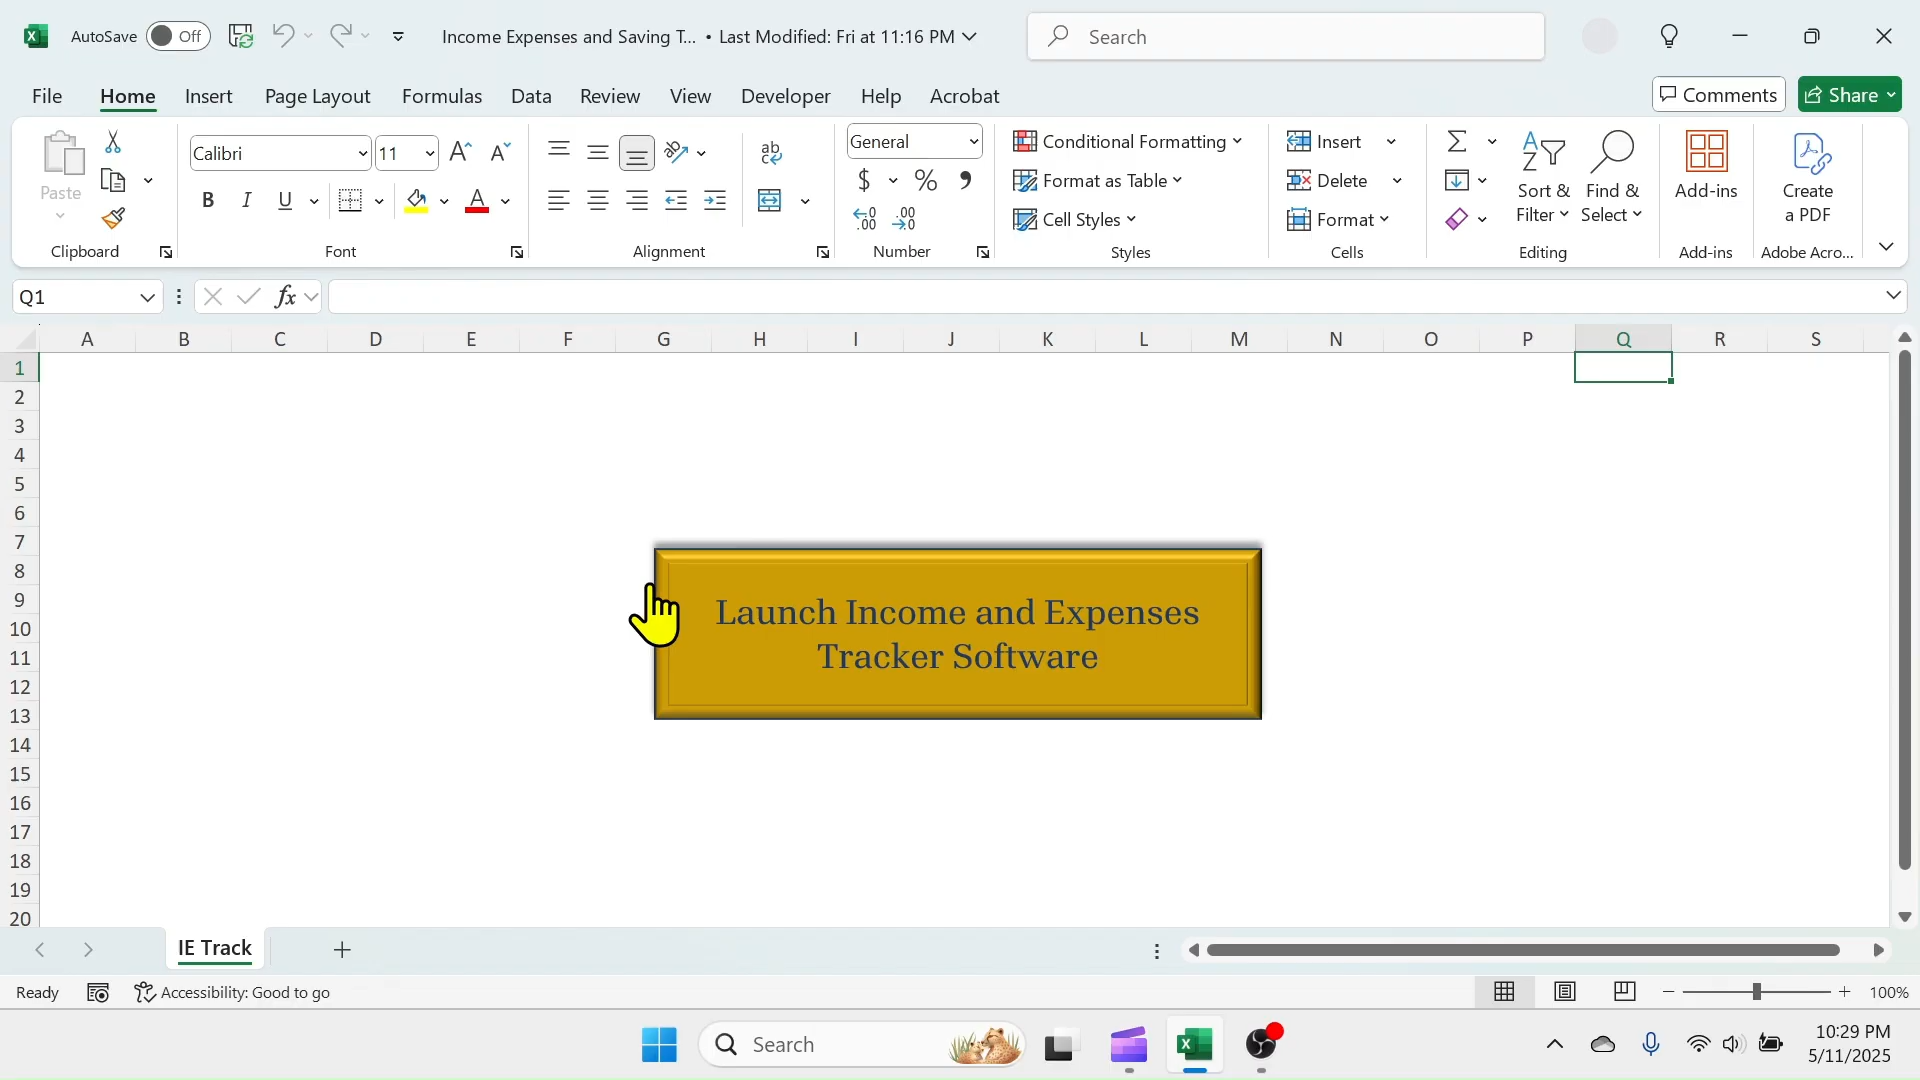 AutoSave Off Income Expenses and Saving T... • Last Modified: Fri at 11:16 PM Search
File Home Insert Page Layout Formulas Data Review View Developer Help Acrobat Comments Share
Paste
Clipboard
Calibri 11
B I U A
Font
ab
Alignment
General
$ % 9
Number
Conditional Formatting
Format as Table
Cell Styles
Styles
Insert
Delete
Format
Cells
Sort & Filter
Find & Select
Editing
Add-ins
Add-ins
Create a PDF
Adobe Acro...
Q1 fx
A B C D E F G H I J K L M N O P Q R S
1
2
3
4
5
6
7
8
9
10
11
12
13
14
15
16
17
18
19
20
Launch Income and Expenses
Tracker Software
IE Track
Ready Accessibility: Good to go 100%
Search
10:29 PM
5/11/2025